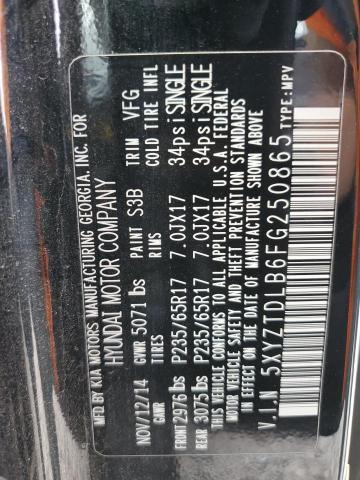 MFD. BY KIA MOTORS MANUFACTURING GEORGIA, INC. FOR
HYUNDAI MOTOR COMPANY
NOV/12/14 GVWR 5071 lbs PAINT S3B TRIM VFG
GAWR TIRES RIMS COLD TIRE INFL
FRONT 2976 lbs P235/65R17 7.0JX17 34psi SINGLE
REAR 3075 lbs P235/65R17 7.0JX17 34psi SINGLE
THIS VEHICLE CONFORMS TO ALL APPLICABLE U.S.A. FEDERAL
MOTOR VEHICLE SAFETY AND THEFT PREVENTION STANDARDS
IN EFFECT ON THE DATE OF MANUFACTURE SHOWN ABOVE
V.I.N 5XYZTDLB6FG250865 TYPE:MPV